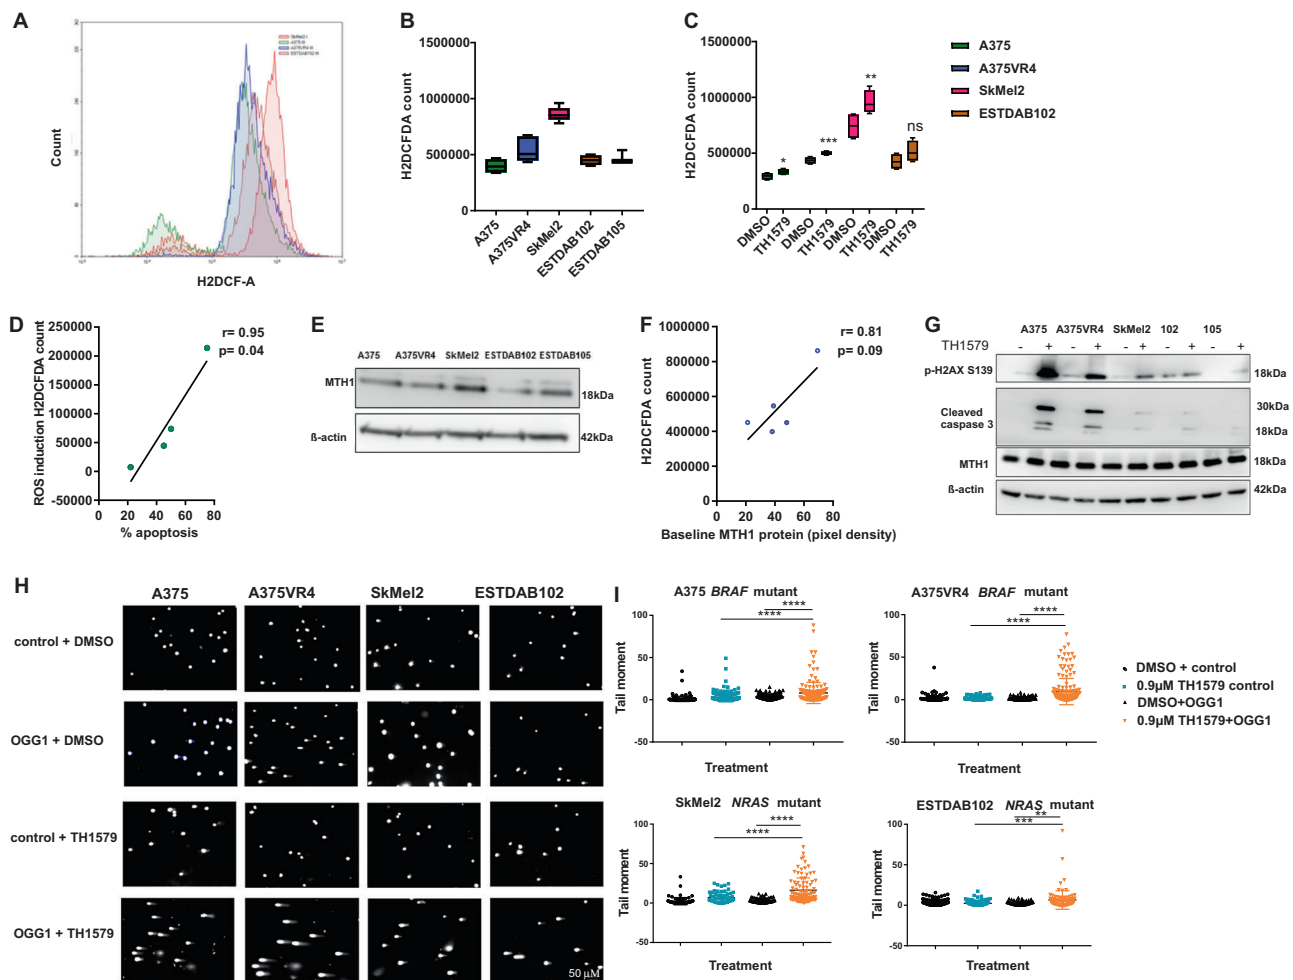 A
Count
SkMel2 I
A375 III
A375VR4 III
ESTDAB102 III
H2DCF-A
B
H2DCFDA count
1500000
1000000
500000
0
A375
A375VR4
SkMel2
ESTDAB102
ESTDAB105
C
H2DCFDA count
1500000
1000000
500000
0
*
***
**
ns
DMSO
TH1579
DMSO
TH1579
DMSO
TH1579
DMSO
TH1579
A375
A375VR4
SkMel2
ESTDAB102
D
ROS induction H2DCFDA count
250000
200000
150000
100000
50000
0
-50000
r= 0.95
p= 0.04
0 20 40 60 80
% apoptosis
E
A375 A375VR4 SkMel2 ESTDAB102 ESTDAB105
MTH1
18kDa
ß-actin
42kDa
F
H2DCFDA count
1000000
800000
600000
400000
200000
0
r= 0.81
p= 0.09
0 20 40 60 80
Baseline MTH1 protein (pixel density)
G
A375 A375VR4 SkMel2 102 105
TH1579 - + - + - + - + - +
p-H2AX S139
18kDa
Cleaved
caspase 3
30kDa
18kDa
MTH1
18kDa
ß-actin
42kDa
H
A375 A375VR4 SkMel2 ESTDAB102
control + DMSO
OGG1 + DMSO
control + TH1579
OGG1 + TH1579
50 µM
I
A375 BRAF mutant
****
****
Tail moment
100
50
0
-50
Treatment
A375VR4 BRAF mutant
****
****
Tail moment
100
50
0
-50
Treatment
DMSO + control
0.9µM TH1579 control
DMSO+OGG1
0.9µM TH1579+OGG1
SkMel2 NRAS mutant
****
****
Tail moment
100
50
0
-50
Treatment
ESTDAB102 NRAS mutant
**
***
Tail moment
100
50
0
-50
Treatment